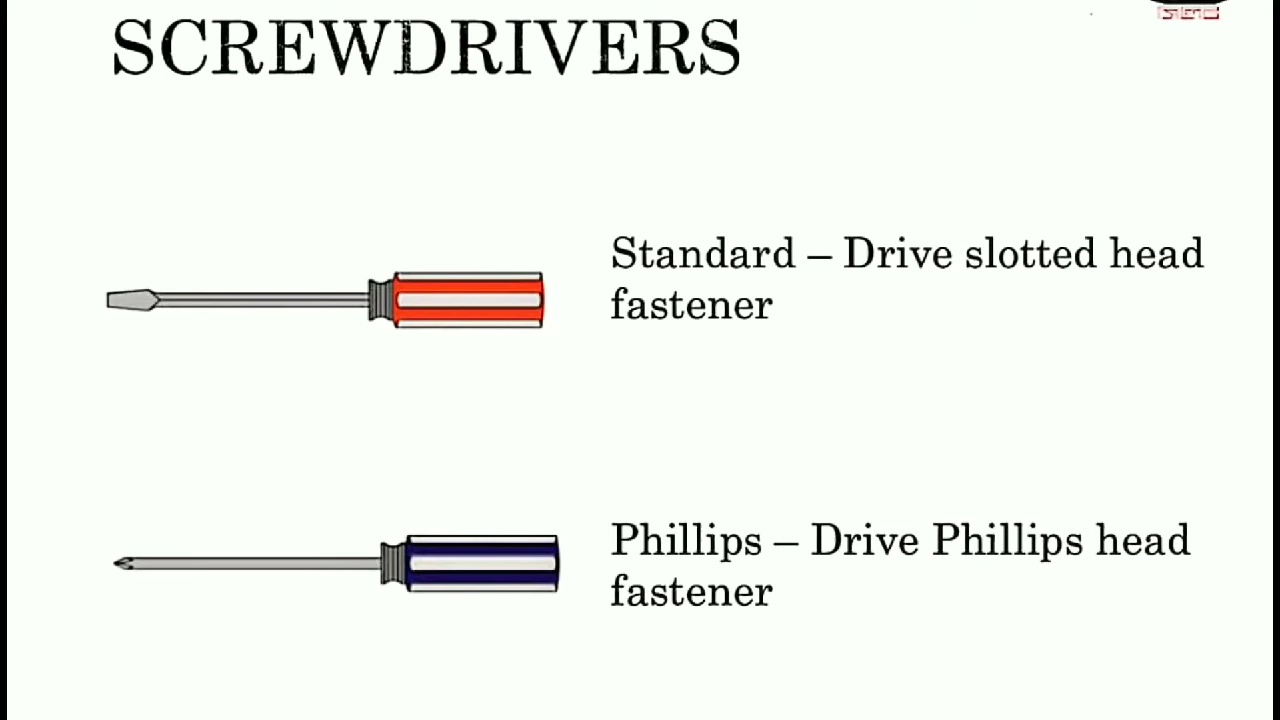 SCREWDRIVERS
Standard – Drive slotted head
fastener
Phillips – Drive Phillips head
fastener